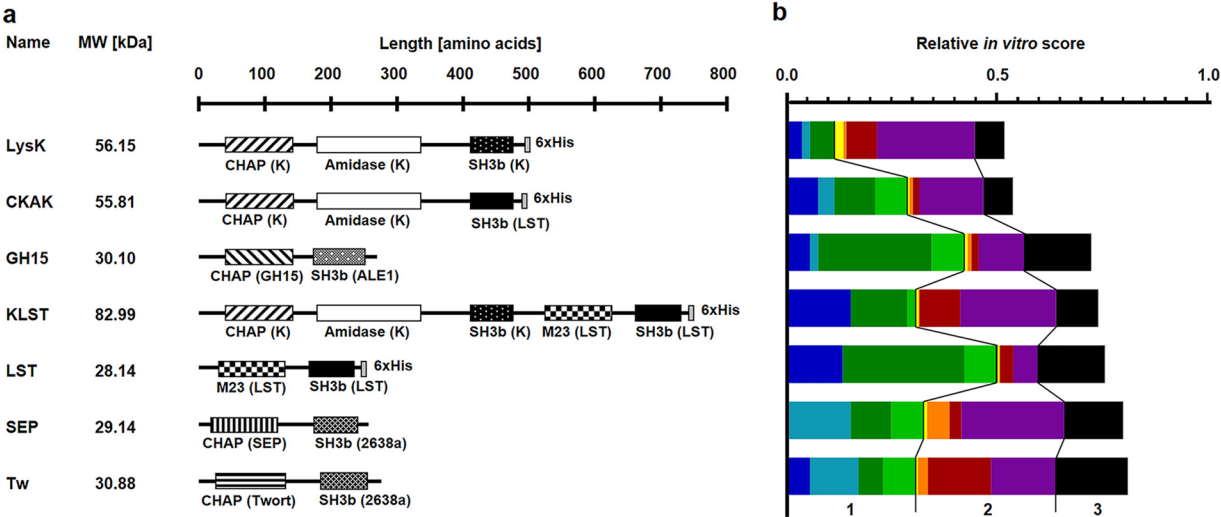 a
Name MW [kDa] Length [amino acids]
0 100 200 300 400 500 600 700 800
LysK 56.15 6xHis
CHAP (K) Amidase (K) SH3b (K)
CKAK 55.81 6xHis
CHAP (K) Amidase (K) SH3b (LST)
GH15 30.10
CHAP (GH15) SH3b (ALE1)
KLST 82.99 6xHis
CHAP (K) Amidase (K) SH3b (K) M23 (LST) SH3b (LST)
LST 28.14 6xHis
M23 (LST) SH3b (LST)
SEP 29.14
CHAP (SEP) SH3b (2638a)
Tw 30.88
CHAP (Twort) SH3b (2638a)
b
Relative in vitro score
0.0 0.5 1.0
1 2 3